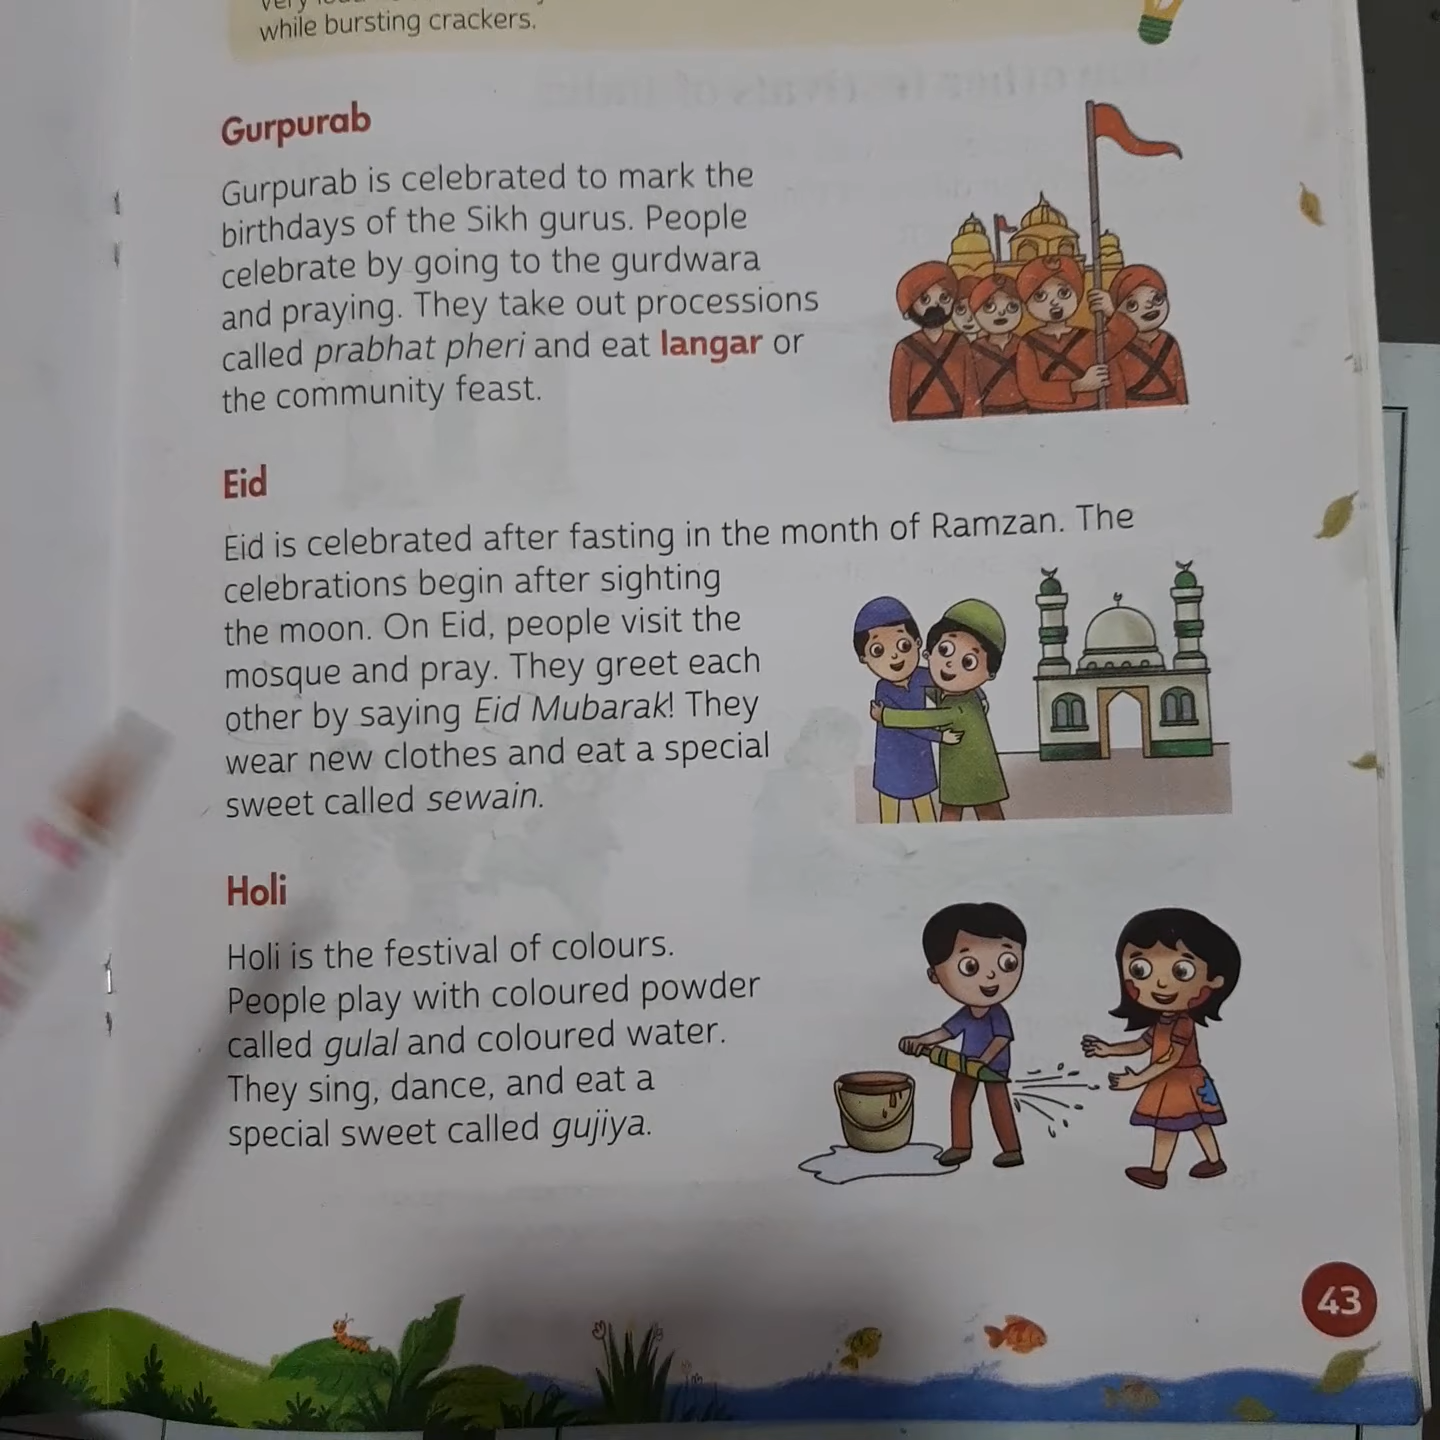 while bursting crackers.
Gurpurab
Gurpurab is celebrated to mark the
birthdays of the Sikh gurus. People
celebrate by going to the gurdwara
and praying. They take out processions
called prabhat pheri and eat langar or
the community feast.
Eid
Eid is celebrated after fasting in the month of Ramzan. The
celebrations begin after sighting
the moon. On Eid, people visit the
mosque and pray. They greet each
other by saying Eid Mubarak! They
wear new clothes and eat a special
sweet called sewain.
Holi
Holi is the festival of colours.
People play with coloured powder
called gulal and coloured water.
They sing, dance, and eat a
special sweet called gujiya.
43